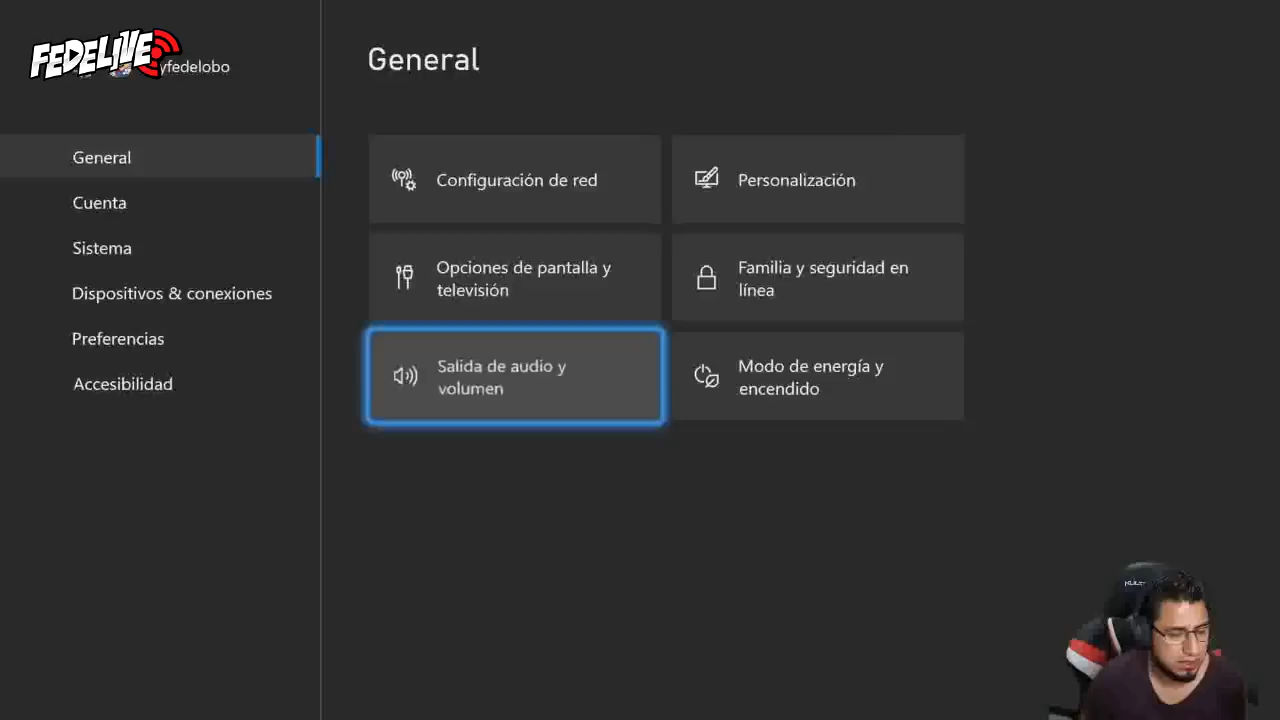 FEDELIVE
yfedelobo
General
General
Cuenta
Sistema
Dispositivos & conexiones
Preferencias
Accesibilidad
Configuración de red
Personalización
Opciones de pantalla y
televisión
Familia y seguridad en
línea
Salida de audio y
volumen
Modo de energía y
encendido